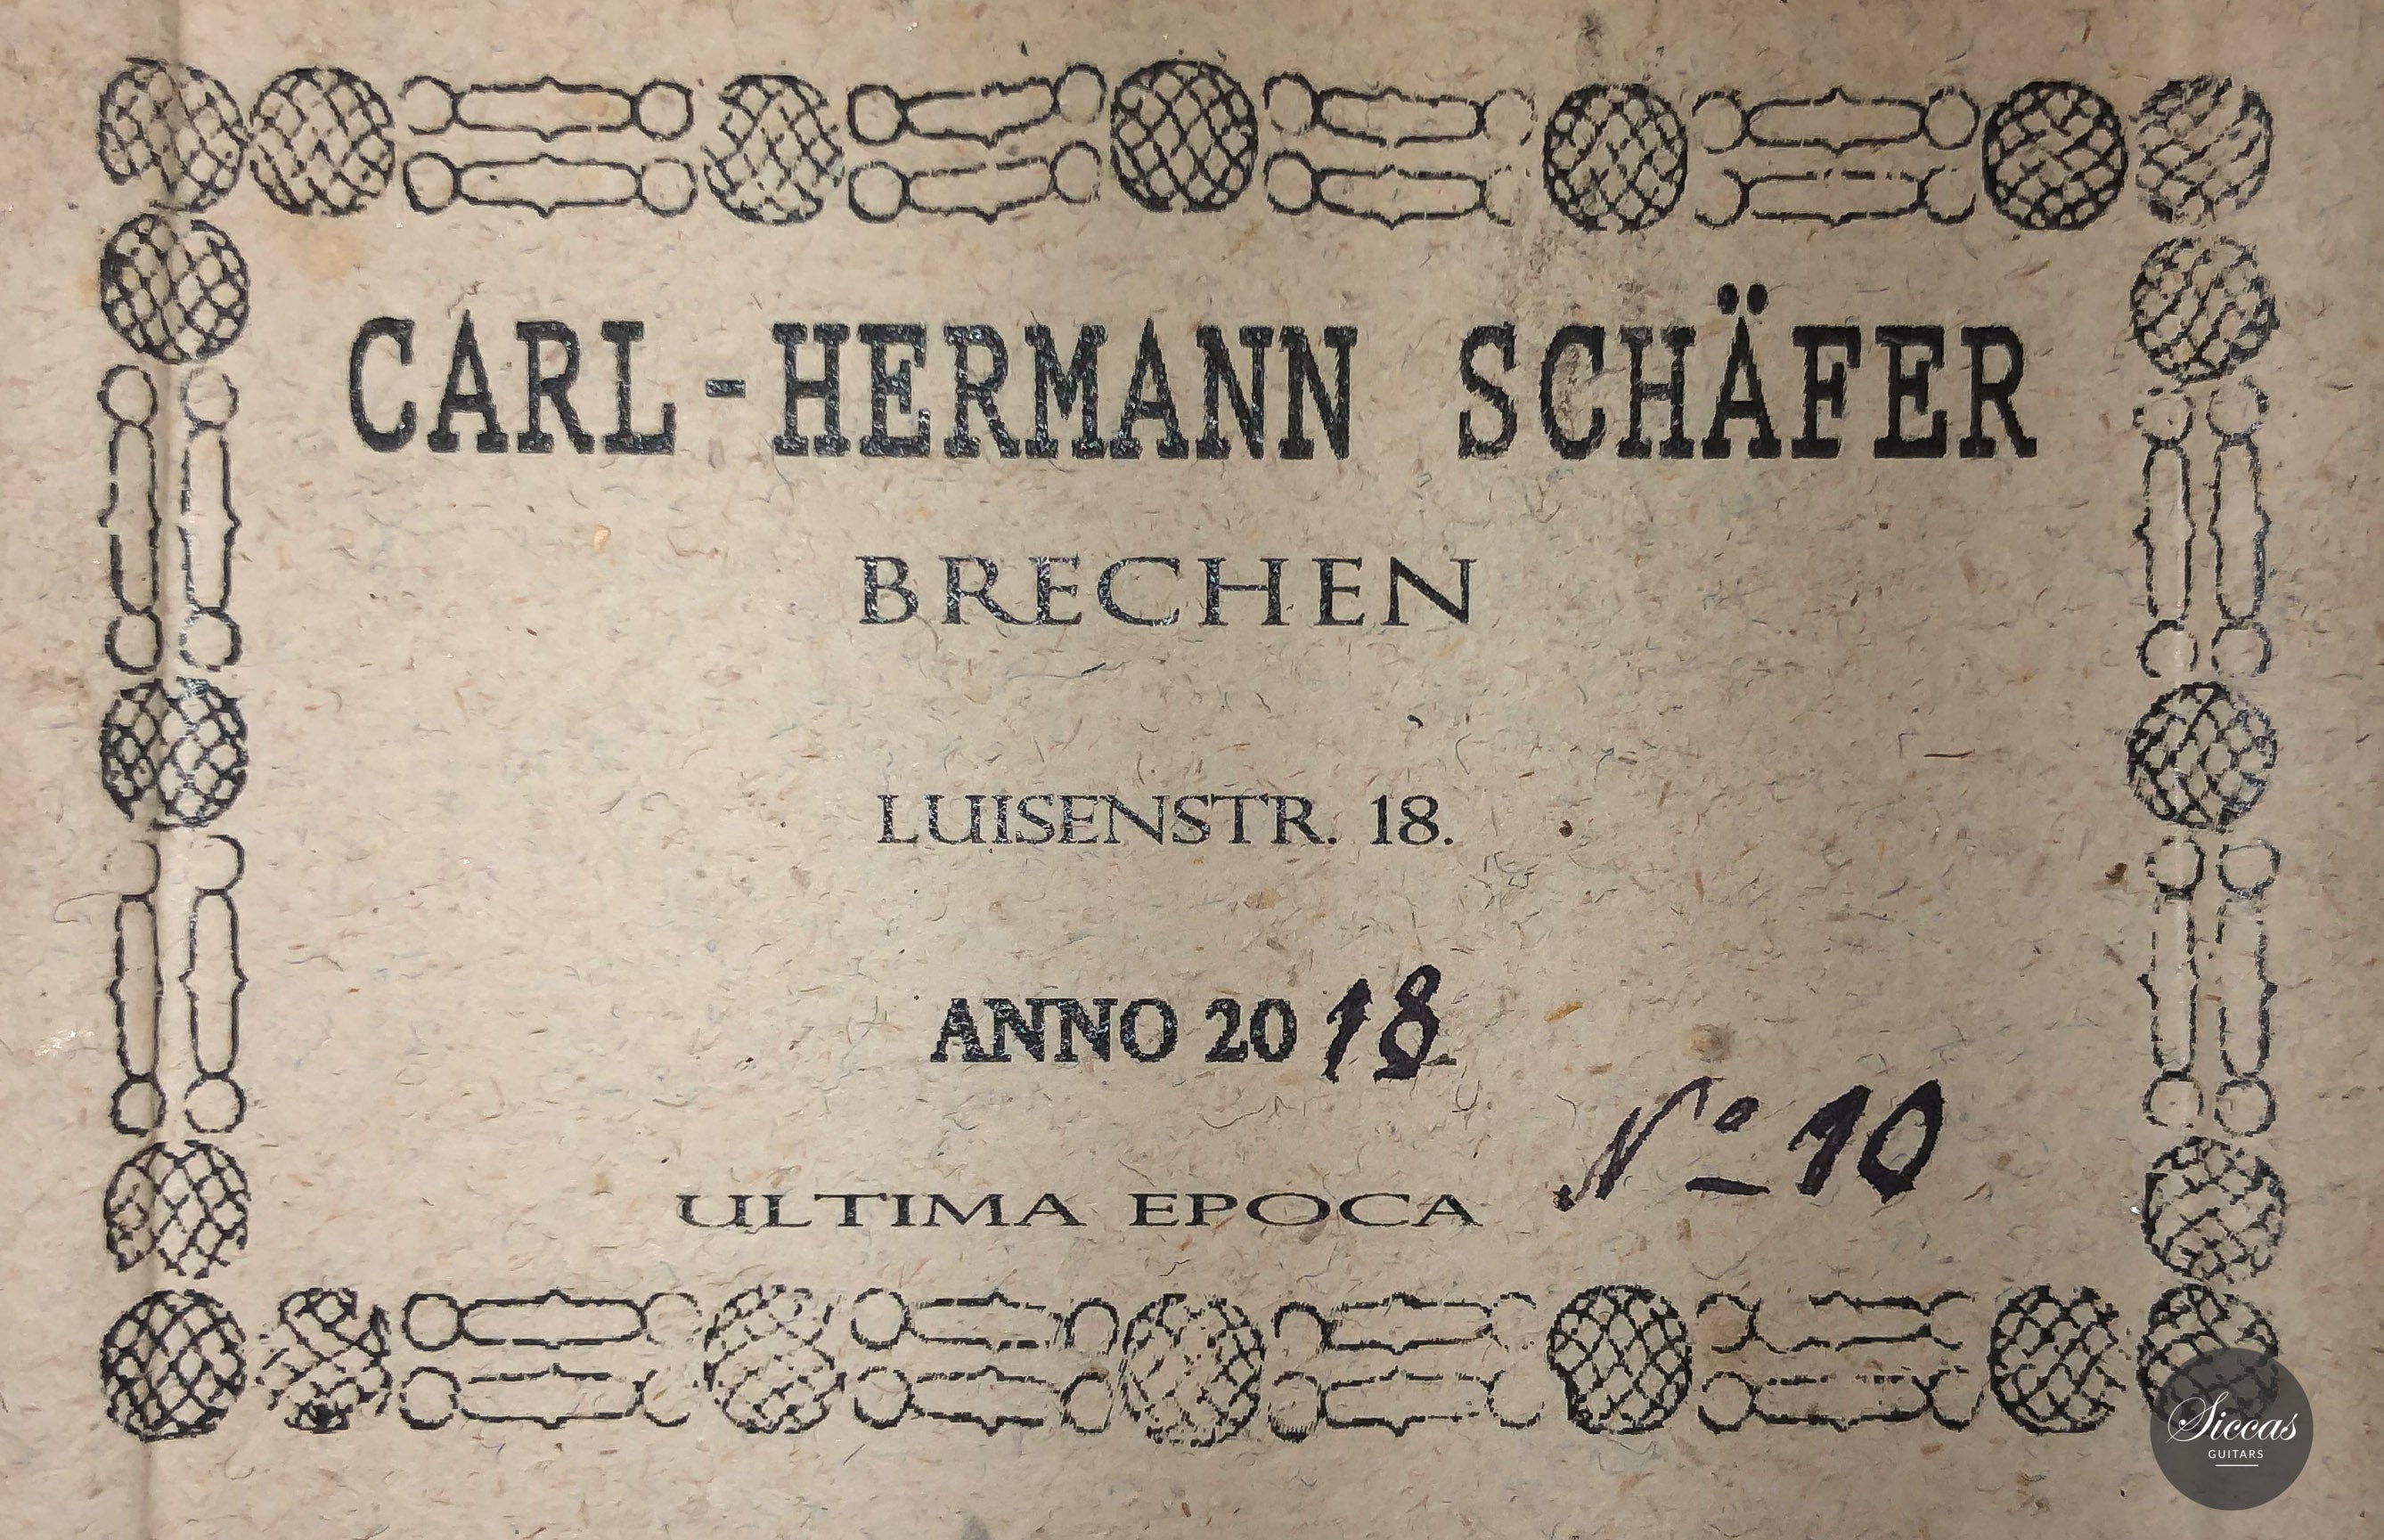 CARL-HERMANN SCHÄFER
BRECHEN
LUISENSTR. 18.
ANNO 2018
Nº 10
ULTIMA EPOCA
Siccas
GUITARS